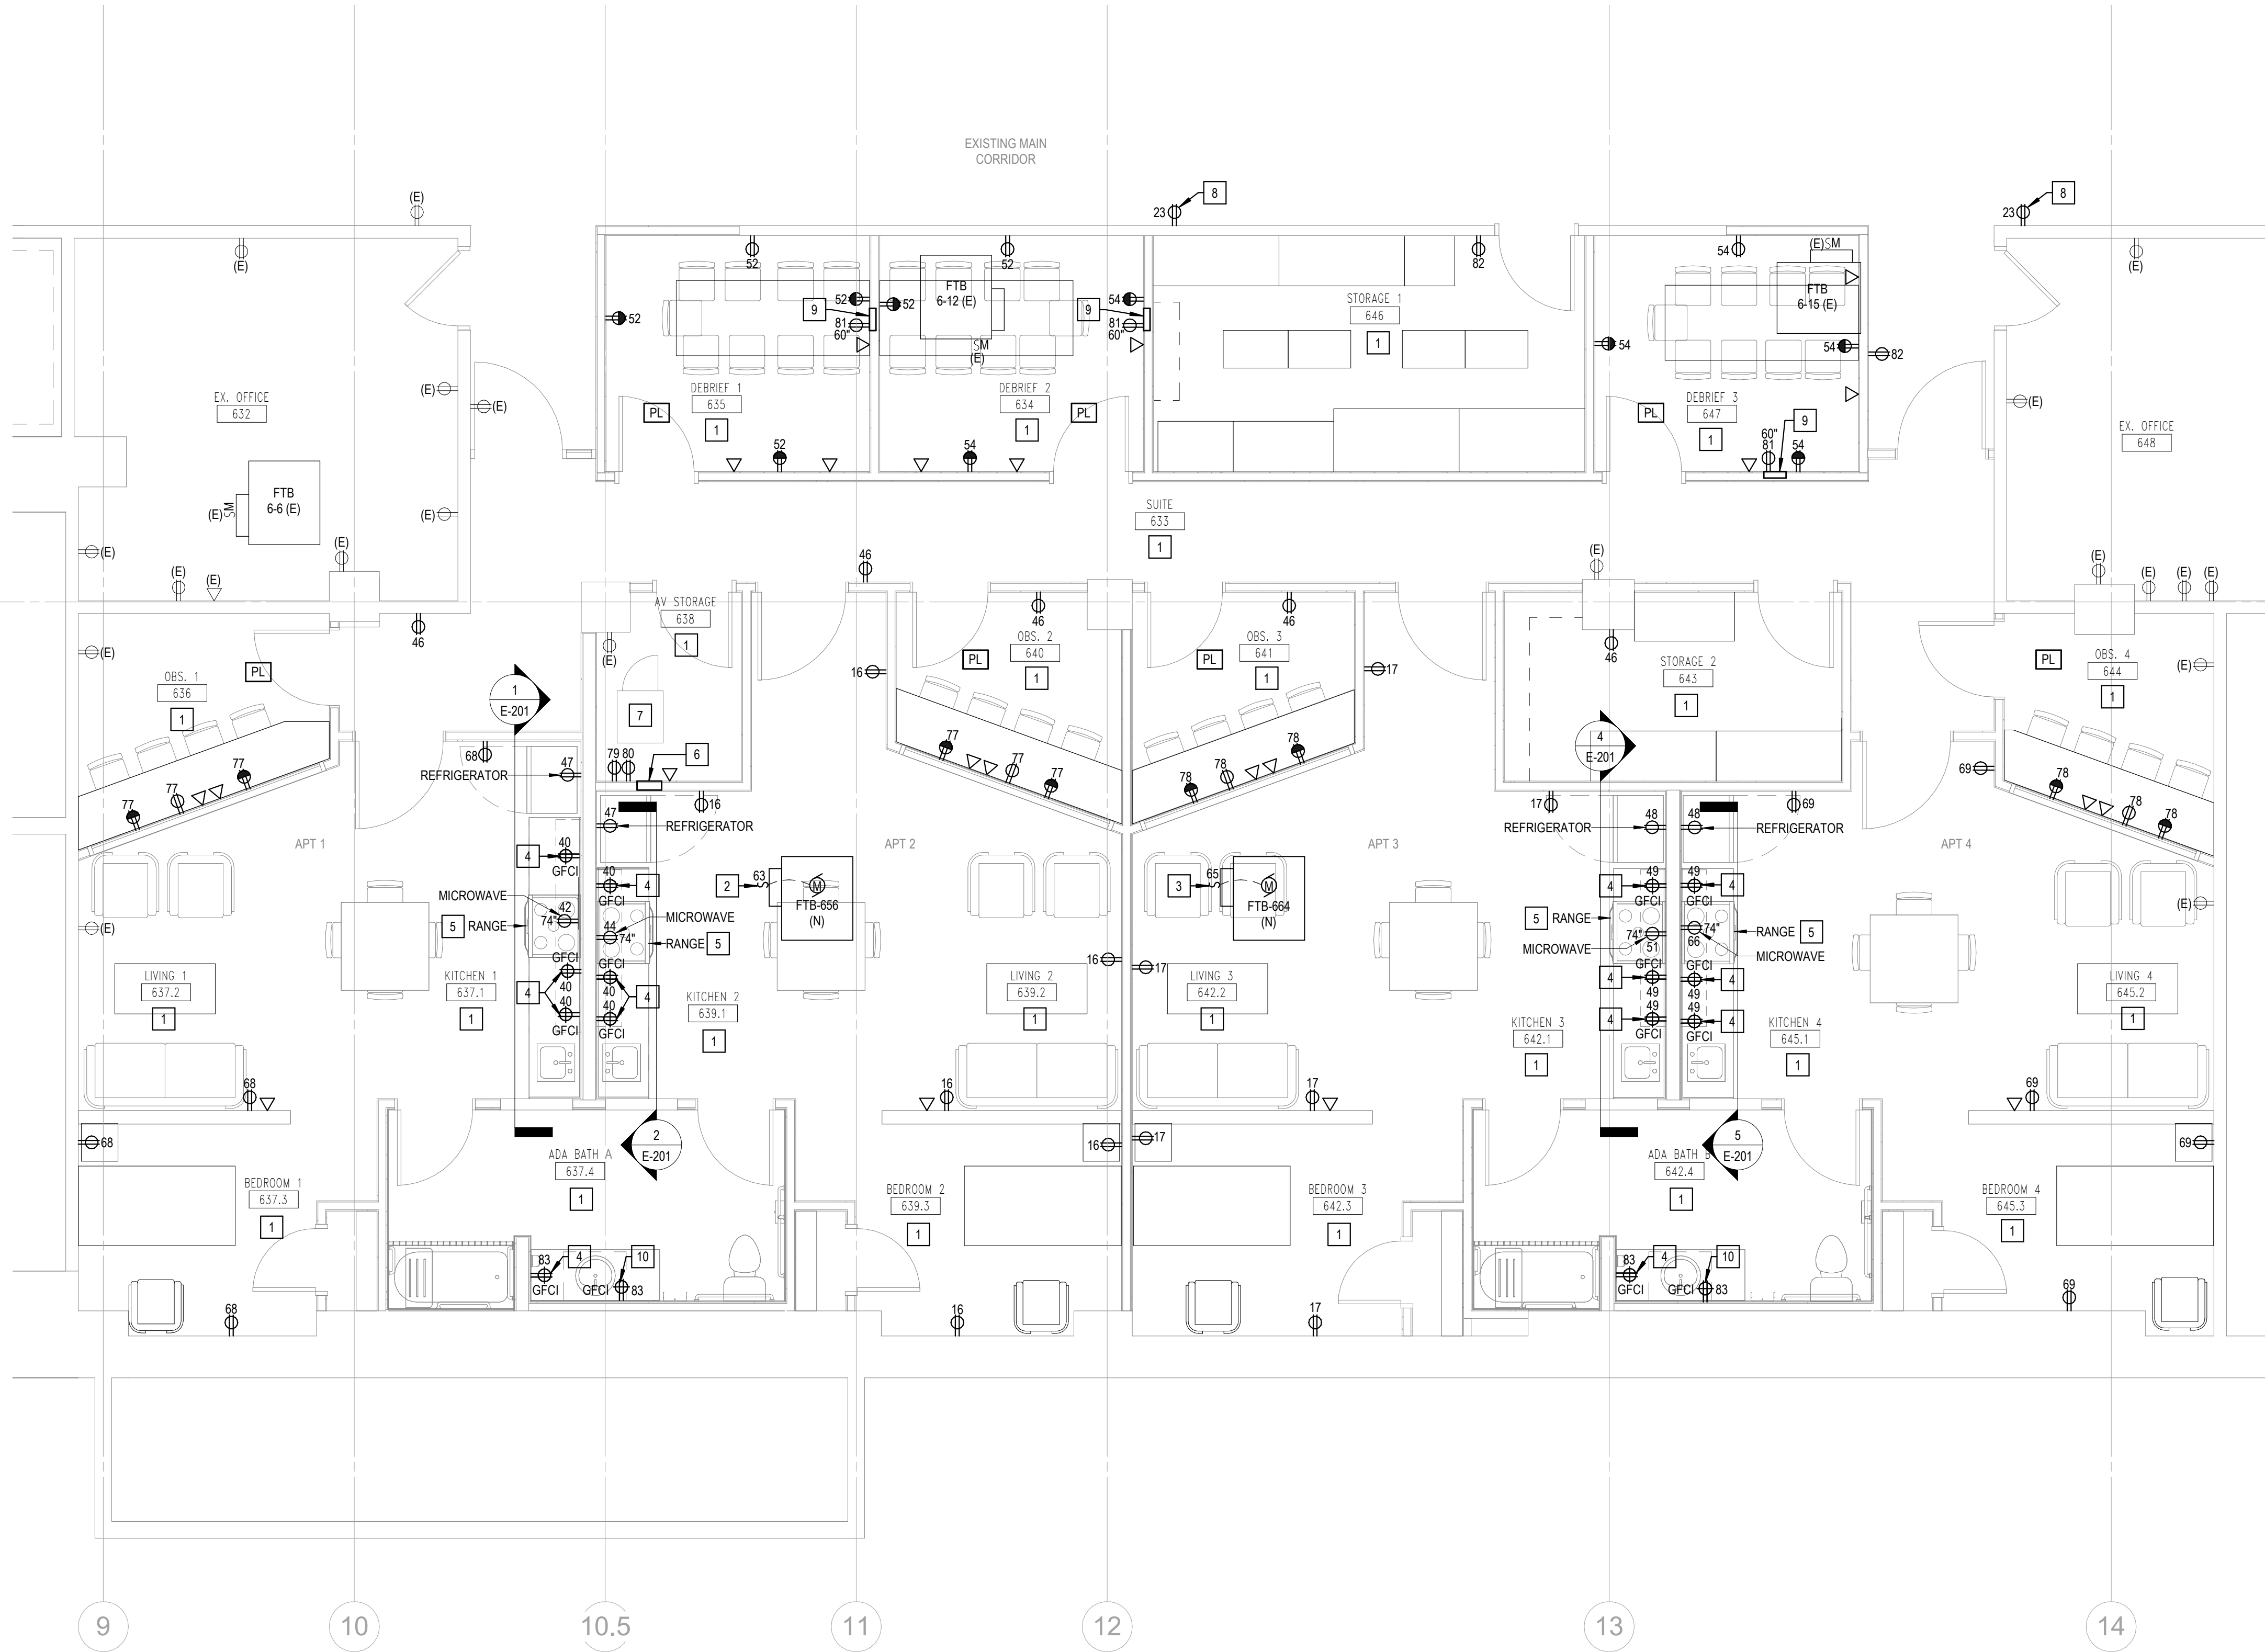 EXISTING MAIN
CORRIDOR
(E)
8
23
8
23
(E)
52
52
82
54
(E)SM
(E)
FTB
6-12 (E)
FTB
6-15 (E)
52
52
52
9
81
60"
54
9
81
60"
SM
(E)
STORAGE 1
646
1
54
54
82
(E)
(E)
(E)
EX. OFFICE
632
DEBRIEF 1
635
1
PL
DEBRIEF 2
634
1
PL
DEBRIEF 3
647
1
PL
9
60"
81
54
EX. OFFICE
648
52
54
FTB
6-6 (E)
(E)
SM
(E)
(E)
(E)
(E)
(E)
SUITE
633
1
46
(E)
(E)
(E)
(E)
(E)
46
(E)
AV STORAGE
638
1
(E)
46
46
46
OBS. 1
636
1
PL
OBS. 2
640
1
PL
OBS. 3
641
1
PL
STORAGE 2
643
1
OBS. 4
644
1
PL
(E)
16
17
1
E-201
7
4
E-201
77
77
77
68
47
REFRIGERATOR
79
80
6
16
77
77
77
78
78
78
69
78
78
78
47
REFRIGERATOR
17
48
REFRIGERATOR
48
69
REFRIGERATOR
APT 1
APT 2
APT 3
APT 4
4
40
GFCI
40
4
GFCI
2
63
M
FTB-656
(N)
3
65
M
FTB-664
(N)
4
49
GFCI
49
4
GFCI
MICROWAVE
42
74"
5
RANGE
44
74"
MICROWAVE
RANGE
5
5
RANGE
74"
MICROWAVE
51
74"
66
RANGE
5
MICROWAVE
(E)
(E)
GFCI
4
40
40
GFCI
GFCI
40
4
40
GFCI
16
17
GFCI
4
49
49
4
GFCI
GFCI
49
4
49
4
GFCI
LIVING 1
637.2
1
KITCHEN 1
637.1
1
KITCHEN 2
639.1
1
LIVING 2
639.2
1
LIVING 3
642.2
1
KITCHEN 3
642.1
1
KITCHEN 4
645.1
1
LIVING 4
645.2
1
68
16
17
69
68
2
E-201
16
17
5
E-201
69
ADA BATH A
637.4
1
ADA BATH B
642.4
1
BEDROOM 1
637.3
1
BEDROOM 2
639.3
1
BEDROOM 3
642.3
1
BEDROOM 4
645.3
1
83
4
GFCI
10
GFCI
83
83
4
GFCI
10
GFCI
83
68
16
17
69
9
10
10.5
11
12
13
14